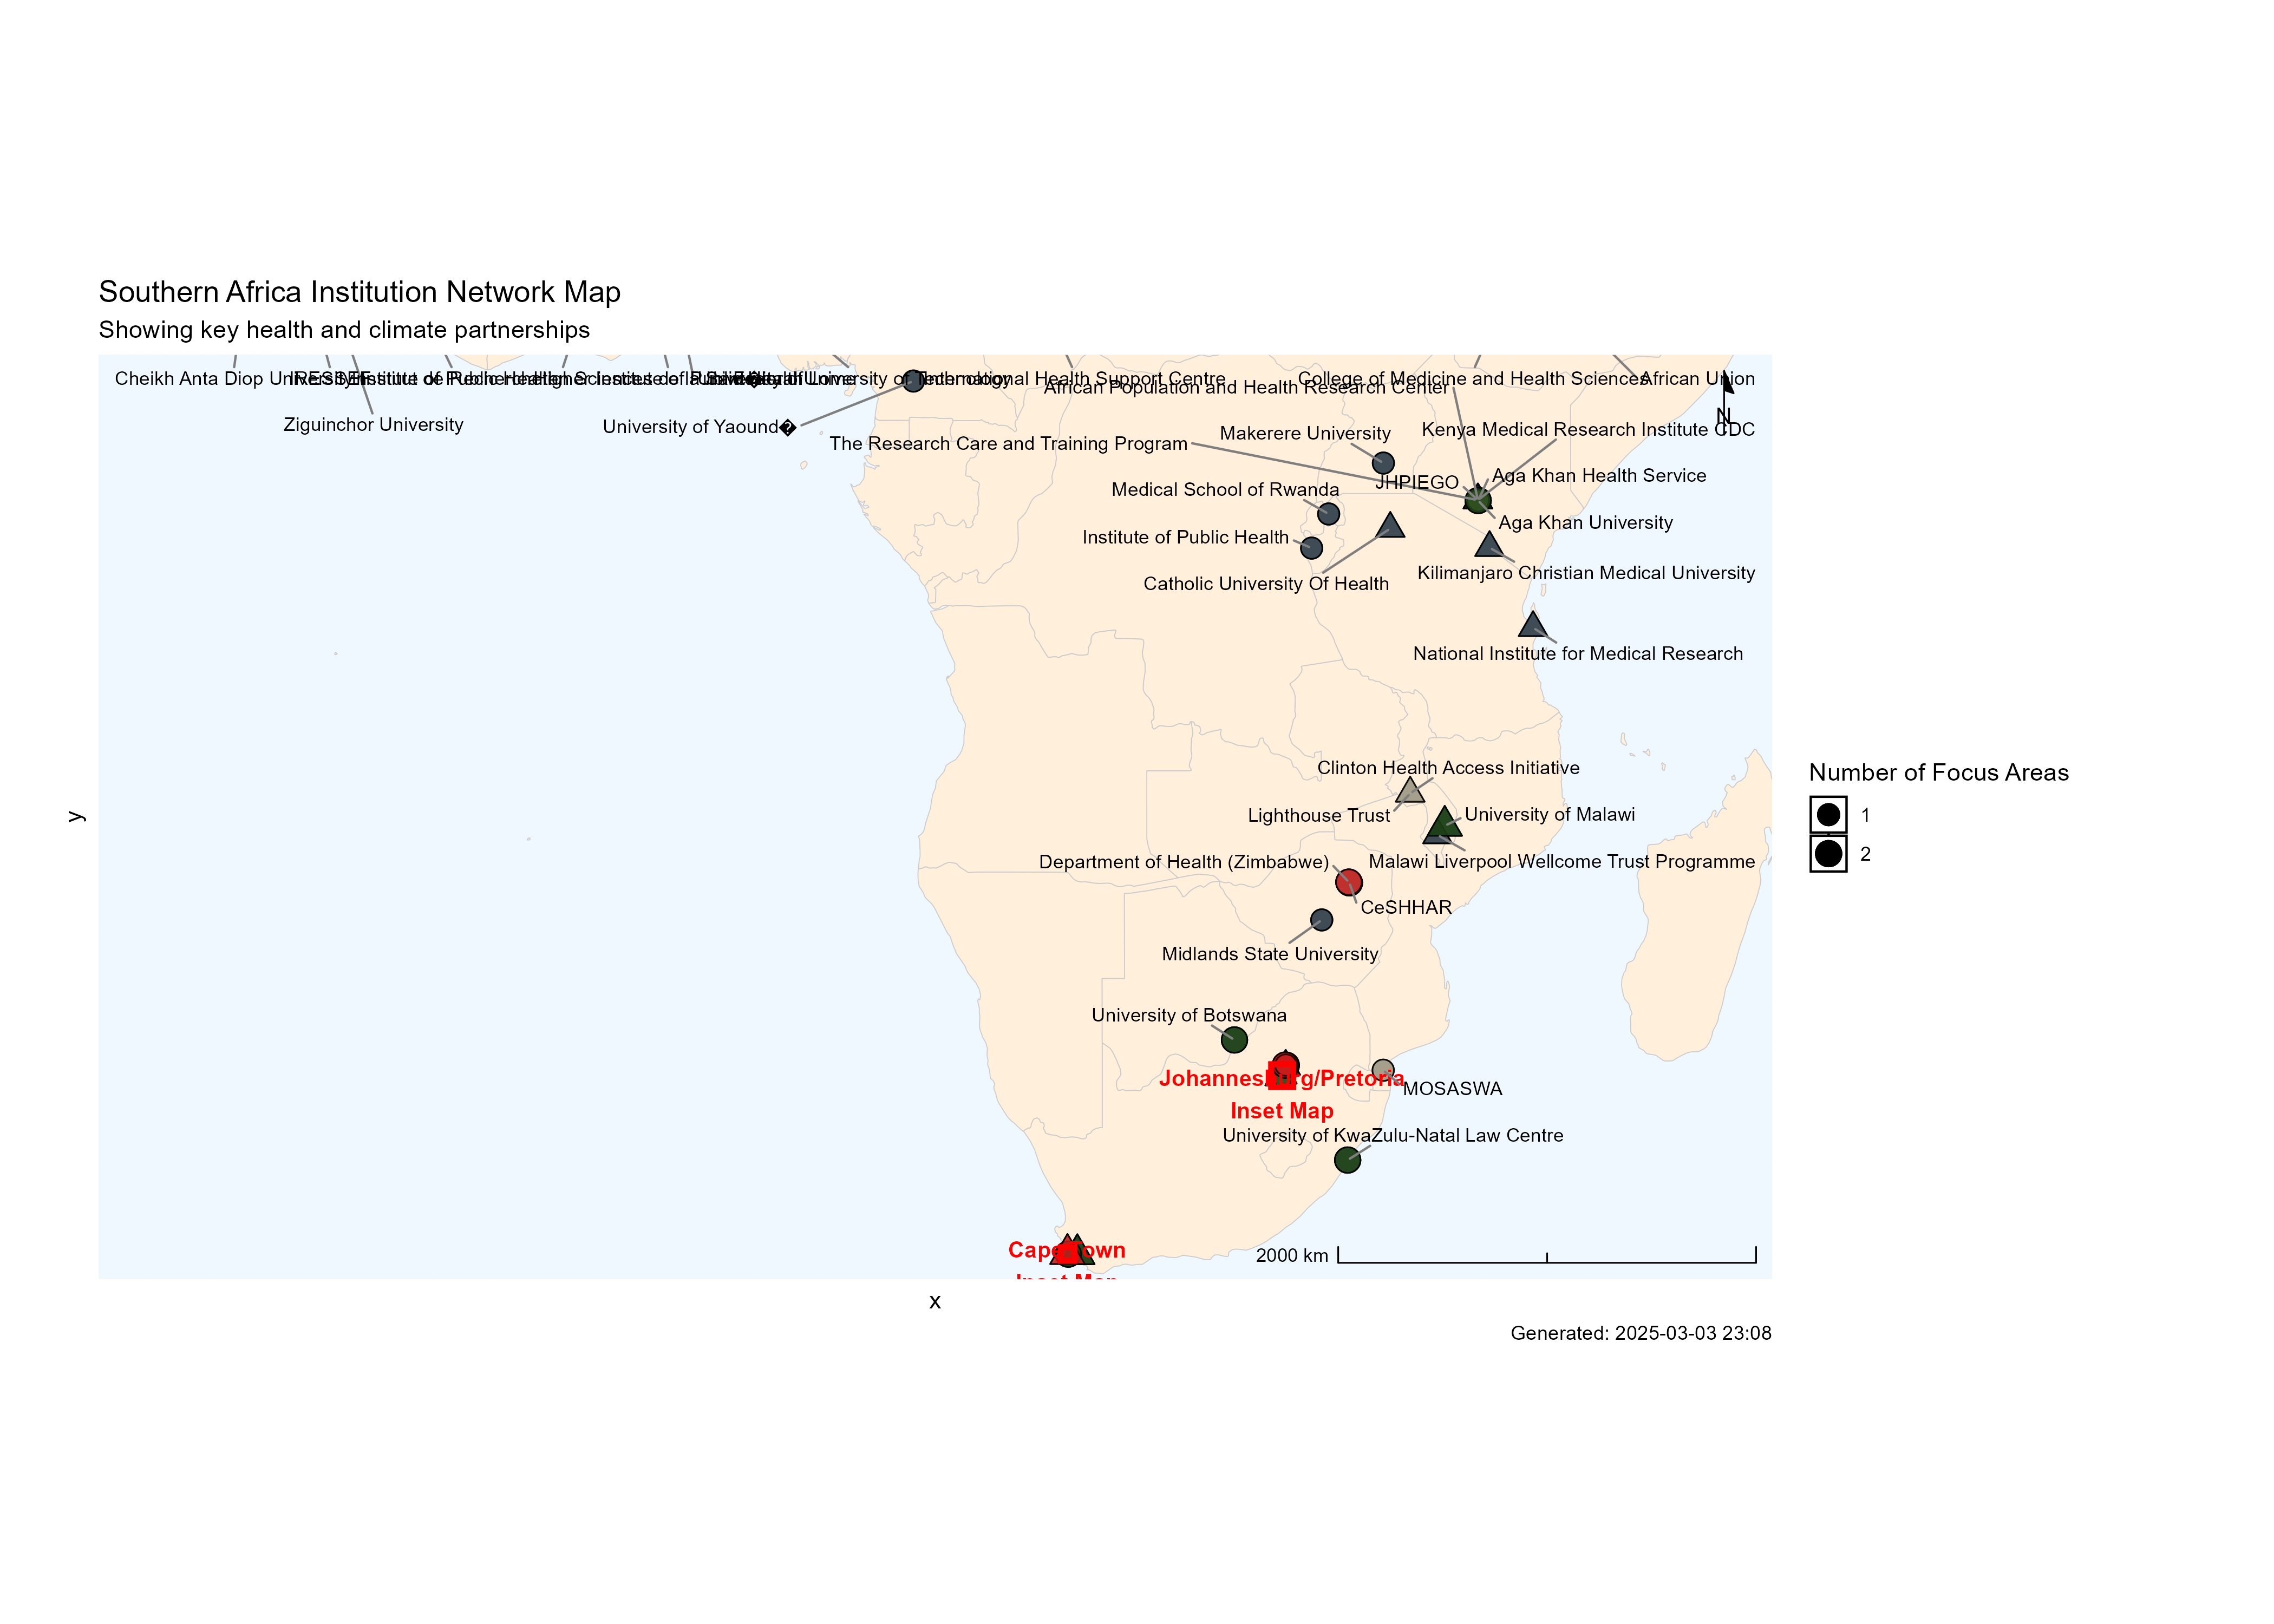 Southern Africa Institution Network Map
Showing key health and climate partnerships
Cheikh Anta Diop University
IRESSEF
International Health Support Centre
College of Medicine and Health Sciences
African Union
African Population and Health Research Center
Ziguinchor University
University of Yaound�
N
Makerere University
Kenya Medical Research Institute CDC
The Research Care and Training Program
JHPIEGO
Aga Khan Health Service
Medical School of Rwanda
Aga Khan University
Institute of Public Health
Kilimanjaro Christian Medical University
Catholic University Of Health
National Institute for Medical Research
Clinton Health Access Initiative
Lighthouse Trust
University of Malawi
Department of Health (Zimbabwe)
Malawi Liverpool Wellcome Trust Programme
CeSHHAR
Midlands State University
University of Botswana
Johannesburg/Pretoria
Inset Map
MOSASWA
University of KwaZulu-Natal Law Centre
Cape Town
Inset Map
2000 km
y
x
Number of Focus Areas
1
2
Generated: 2025-03-03 23:08